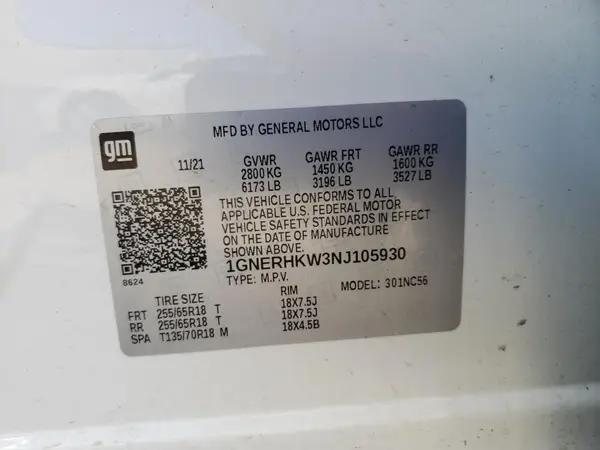 MFD BY GENERAL MOTORS LLC
gm
11/21
GVWR GAWR FRT GAWR RR
2800 KG 1450 KG 1600 KG
6173 LB 3196 LB 3527 LB
THIS VEHICLE CONFORMS TO ALL
APPLICABLE U.S. FEDERAL MOTOR
VEHICLE SAFETY STANDARDS IN EFFECT
ON THE DATE OF MANUFACTURE
SHOWN ABOVE.
1GNERHKW3NJ105930
8624
TYPE: M.P.V. MODEL: 301NC56
TIRE SIZE RIM
FRT 255/65R18 T 18X7.5J
RR 255/65R18 T 18X7.5J
SPA T135/70R18 M 18X4.5B